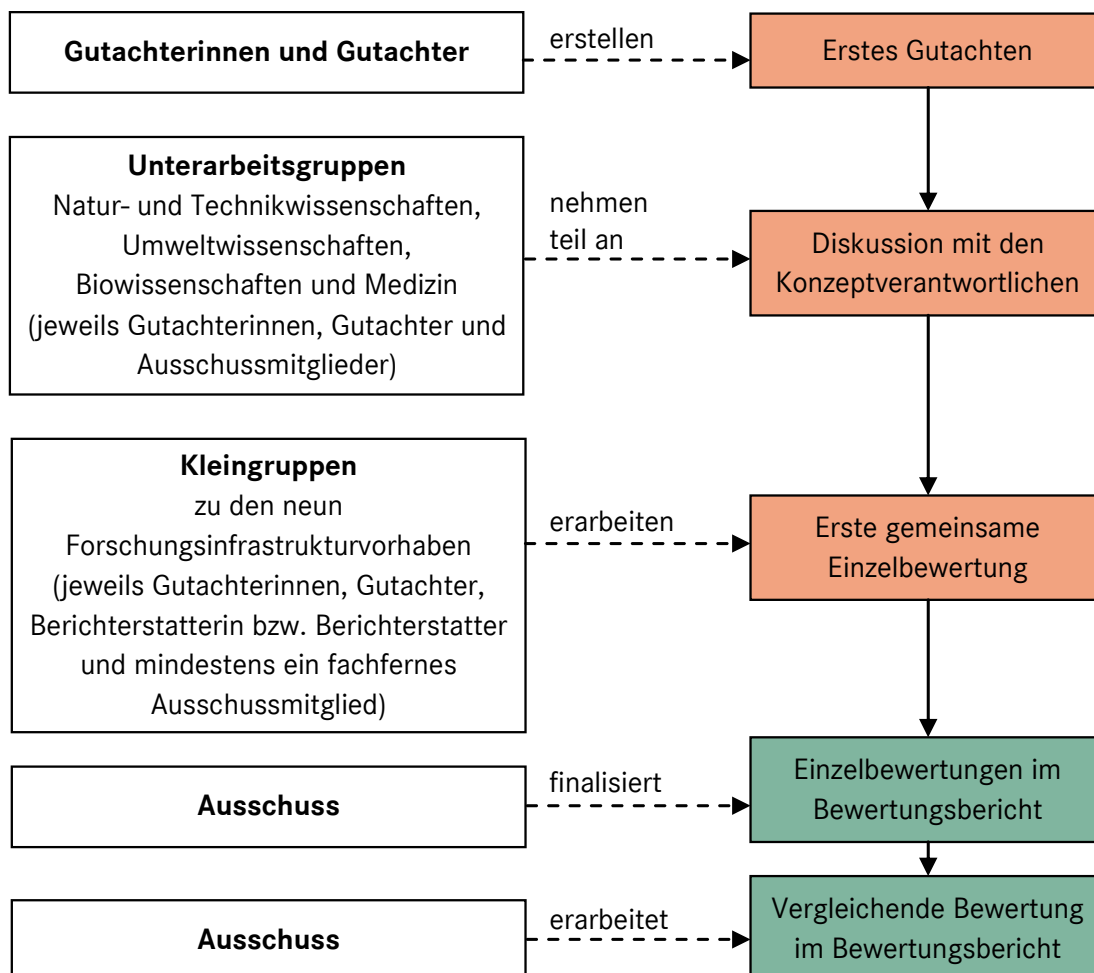 Gutachterinnen und Gutachter
erstellen
Erstes Gutachten
Unterarbeitsgruppen
Natur- und Technikwissenschaften,
Umweltwissenschaften,
Biowissenschaften und Medizin
(jeweils Gutachterinnen, Gutachter und
Ausschussmitglieder)
nehmen
teil an
Diskussion mit den
Konzeptverantwortlichen
Kleingruppen
zu den neun
Forschungsinfrastrukturvorhaben
(jeweils Gutachterinnen, Gutachter,
Berichterstatterin bzw. Berichterstatter
und mindestens ein fachfernes
Ausschussmitglied)
erarbeiten
Erste gemeinsame
Einzelbewertung
Ausschuss
finalisiert
Einzelbewertungen im
Bewertungsbericht
Ausschuss
erarbeitet
Vergleichende Bewertung
im Bewertungsbericht